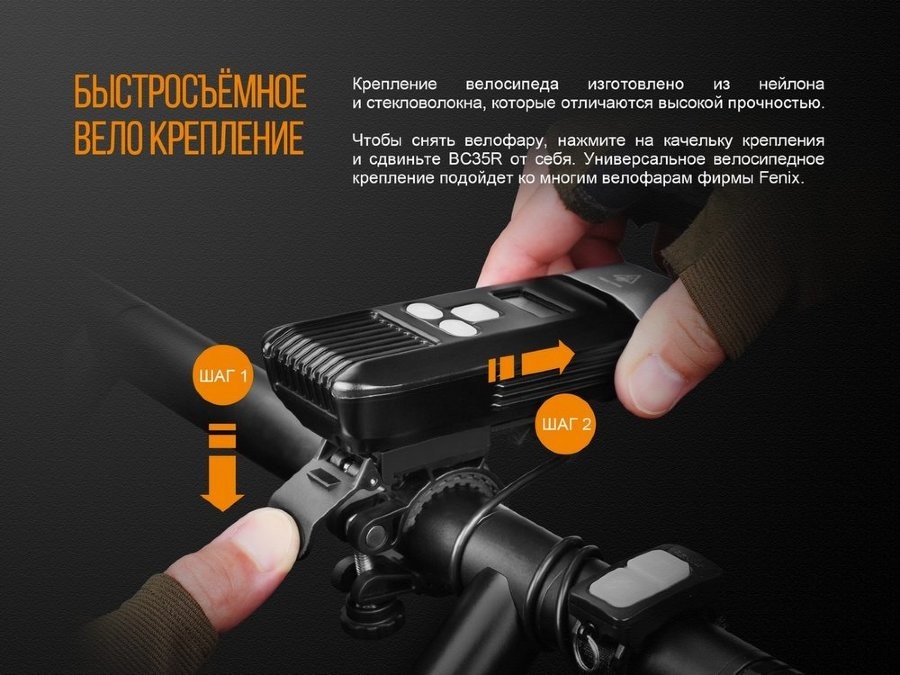 БЫСТРОСЪЁМНОЕ
ВЕЛО КРЕПЛЕНИЕ
Крепление велосипеда изготовлено из нейлона
и стекловолокна, которые отличаются высокой прочностью.
Чтобы снять велофару, нажмите на качельку крепления
и сдвиньте BC35R от себя. Универсальное велосипедное
крепление подойдет ко многим велофарам фирмы Fenix.
ШАГ 1
ШАГ 2